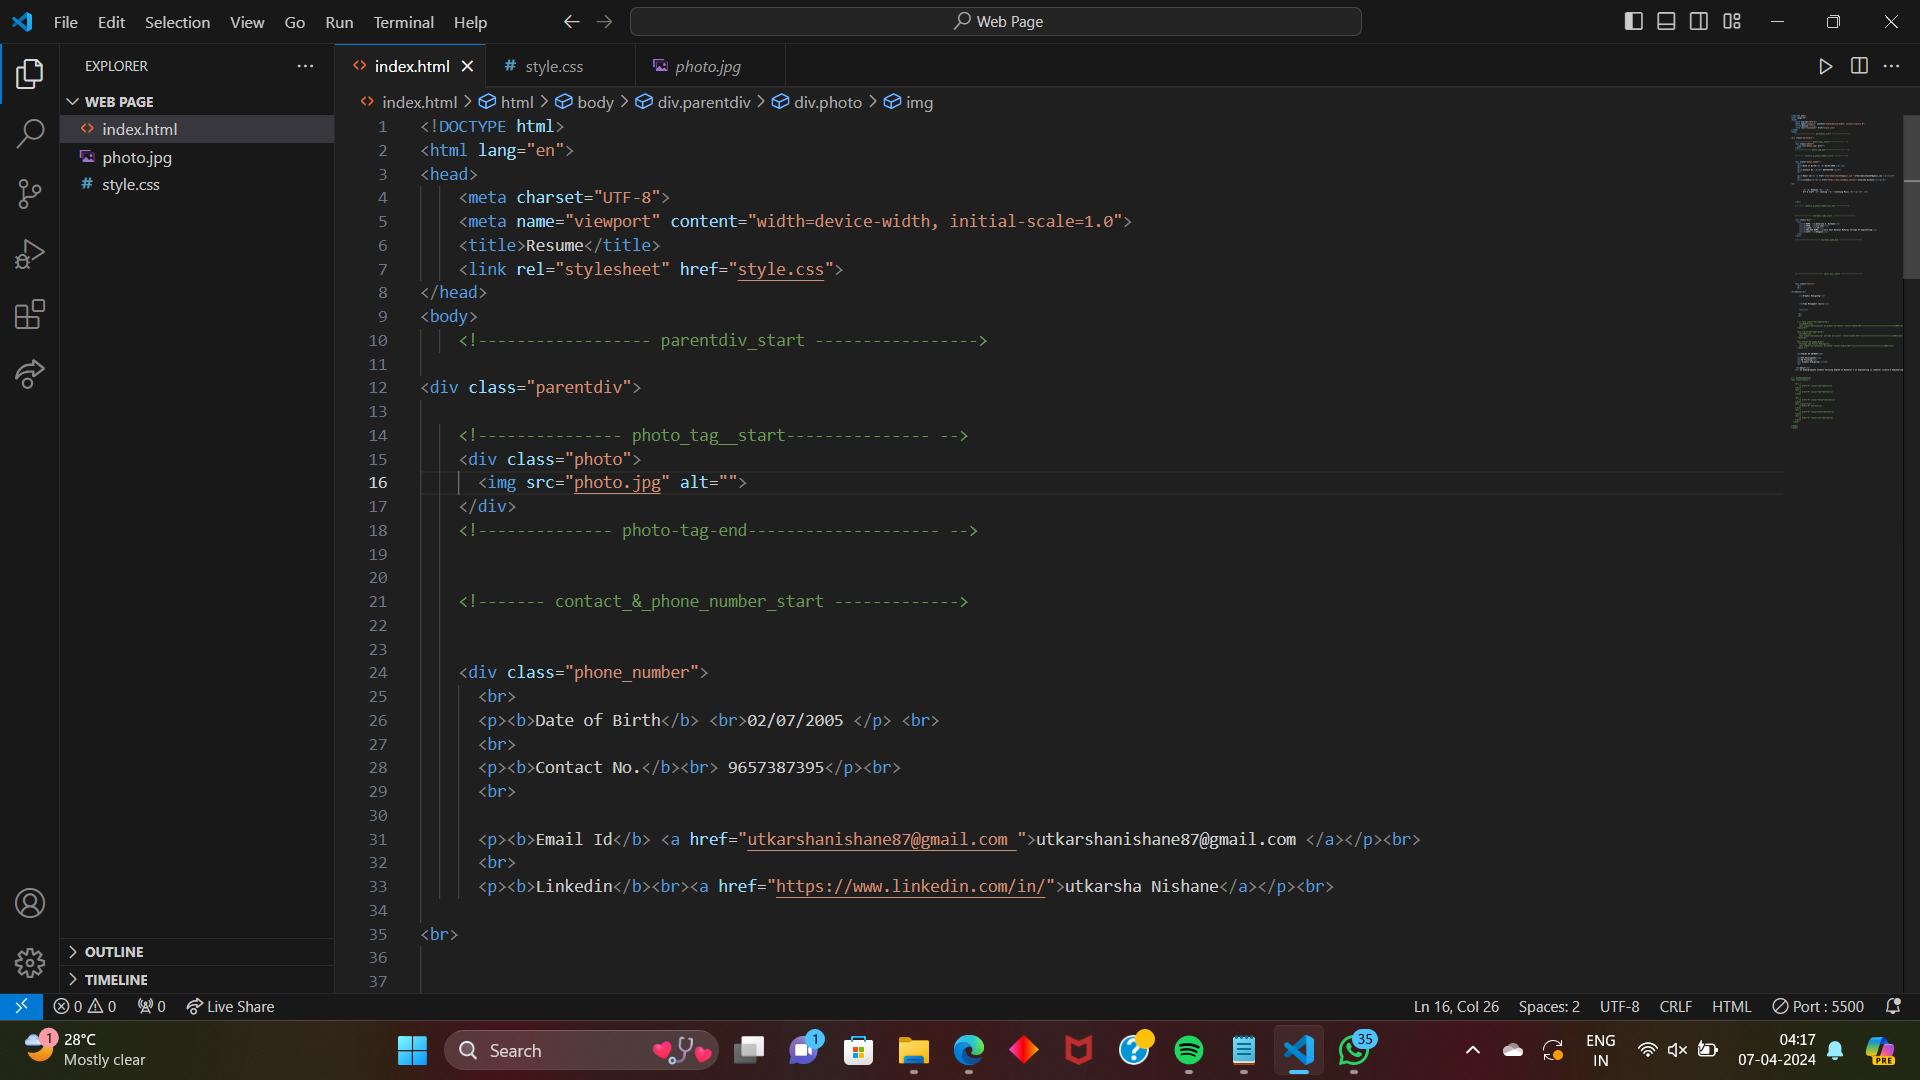 File Edit Selection View Go Run Terminal Help
Web Page
EXPLORER
WEB PAGE
index.html
photo.jpg
style.css
OUTLINE
TIMELINE
index.html
style.css
photo.jpg
index.html > html > body > div.parentdiv > div.photo > img
1 <!DOCTYPE html>
2 <html lang="en">
3 <head>
4 <meta charset="UTF-8">
5 <meta name="viewport" content="width=device-width, initial-scale=1.0">
6 <title>Resume</title>
7 <link rel="stylesheet" href="style.css">
8 </head>
9 <body>
10 <!------------------ parentdiv_start ----------------->
11
12 <div class="parentdiv">
13
14 <!--------------- photo_tag__start--------------- -->
15 <div class="photo">
16 <img src="photo.jpg" alt="">
17 </div>
18 <!-------------- photo-tag-end-------------------- -->
19
20
21 <!------- contact_&_phone_number_start ------------->
22
23
24 <div class="phone_number">
25 <br>
26 <p><b>Date of Birth</b> <br>02/07/2005 </p> <br>
27 <br>
28 <p><b>Contact No.</b><br> 9657387395</p><br>
29 <br>
30
31 <p><b>Email Id</b> <a href="utkarshanishane87@gmail.com ">utkarshanishane87@gmail.com </a></p><br>
32 <br>
33 <p><b>Linkedin</b><br><a href="https://www.linkedin.com/in/">utkarsha Nishane</a></p><br>
34
35 <br>
36
37
0 0 0 Live Share
Ln 16, Col 26 Spaces: 2 UTF-8 CRLF HTML Port : 5500
1
28°C
Mostly clear
Search
1
35
ENG
IN
04:17
07-04-2024
PRE